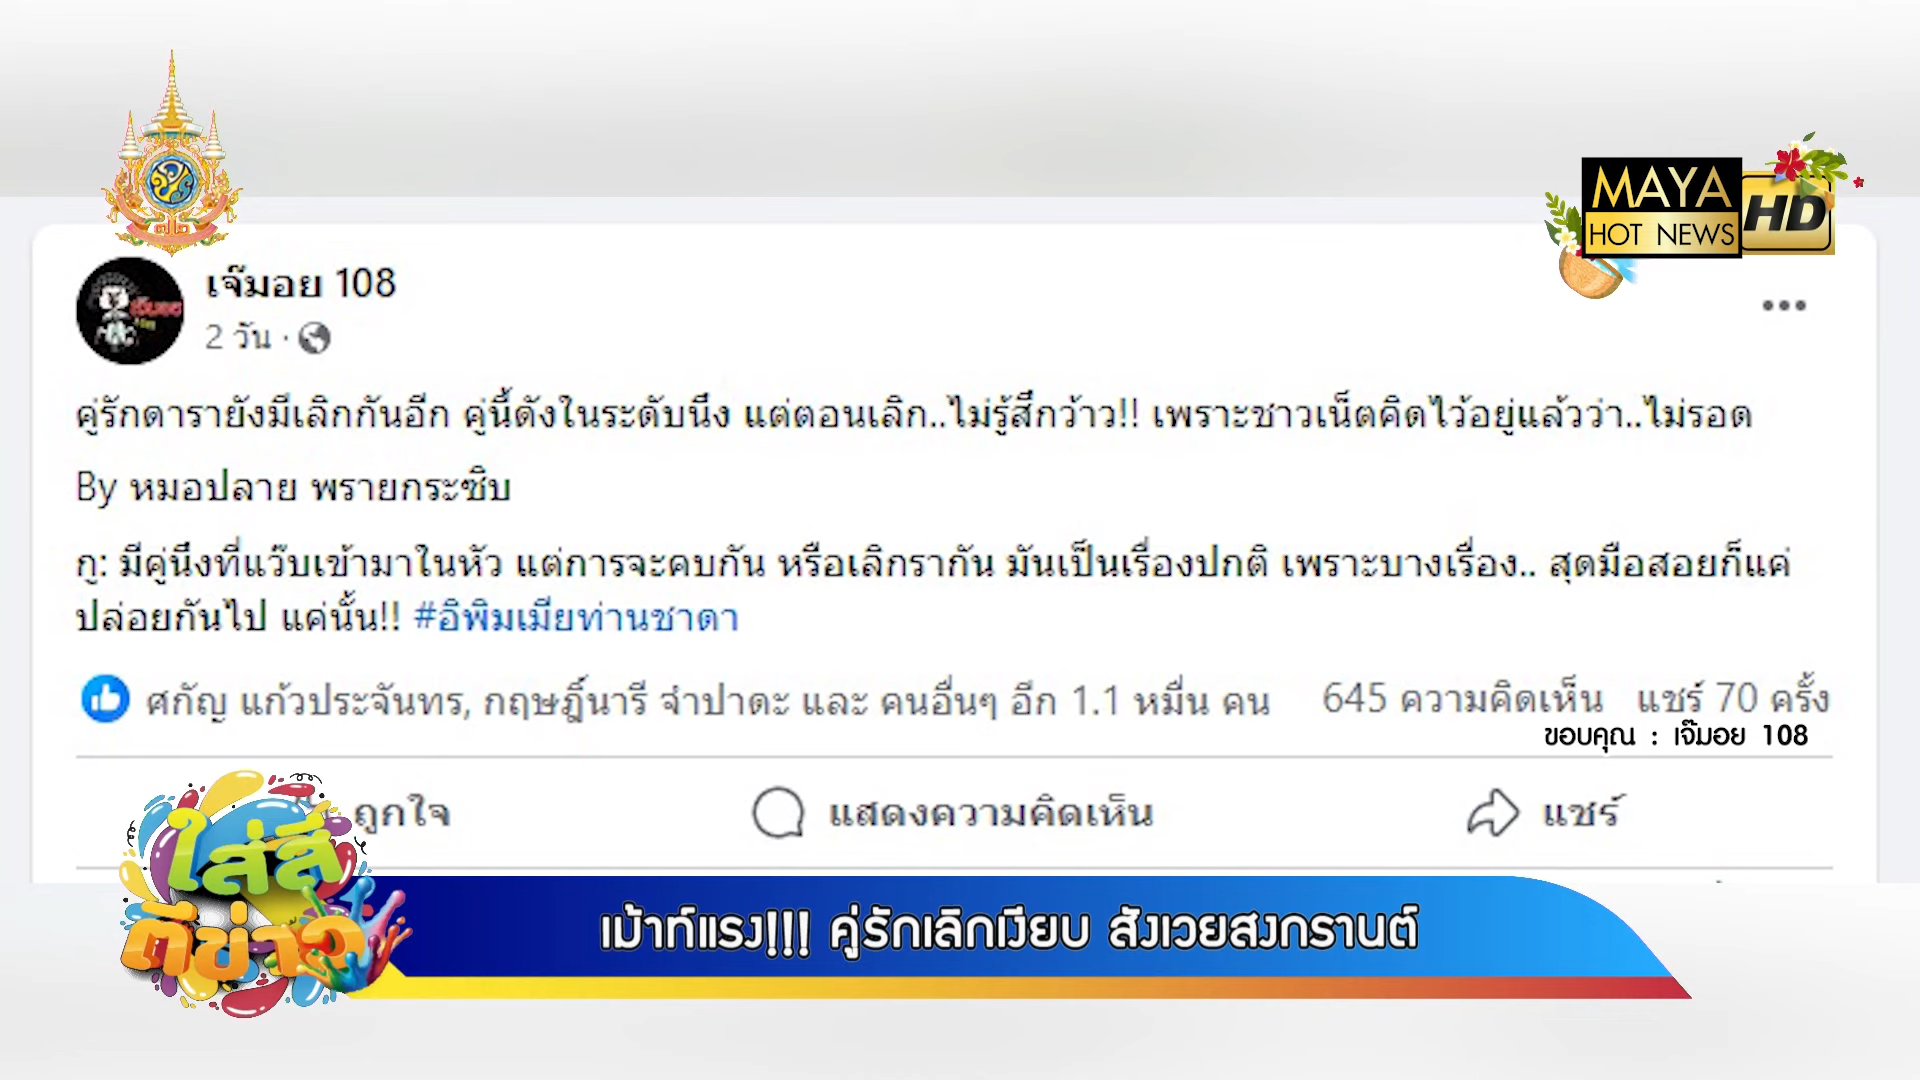 MAYA
HOT NEWS
HD
๗๒
เจ๊มอย 108
2 วัน ·
คู่รักดารายังมีเลิกกันอีก คู่นี้ดังในระดับนึง แต่ตอนเลิก..ไม่รู้สึกว้าว!! เพราะชาวเน็ตคิดไว้อยู่แล้วว่า..ไม่รอด
By หมอปลาย พรายกระซิบ
กู: มีคู่นึงที่แว๊บเข้ามาในหัว แต่การจะคบกัน หรือเลิกรากัน มันเป็นเรื่องปกติ เพราะบางเรื่อง.. สุดมือสอยก็แค่
ปล่อยกันไป แค่นั้น!! #อิพิมเมียท่านชาดา
ศกัญ แก้วประจันทร, กฤษฎิ์นารี จำปาดะ และ คนอื่นๆ อีก 1.1 หมื่น คน
645 ความคิดเห็น แชร์ 70 ครั้ง
ขอบคุณ : เจ๊มอย 108
ถูกใจ
แสดงความคิดเห็น
แชร์
ใส่สี
ตีข่าว
เม้าท์แรง!!! คู่รักเลิกเงียบ สังเวยสงกรานต์